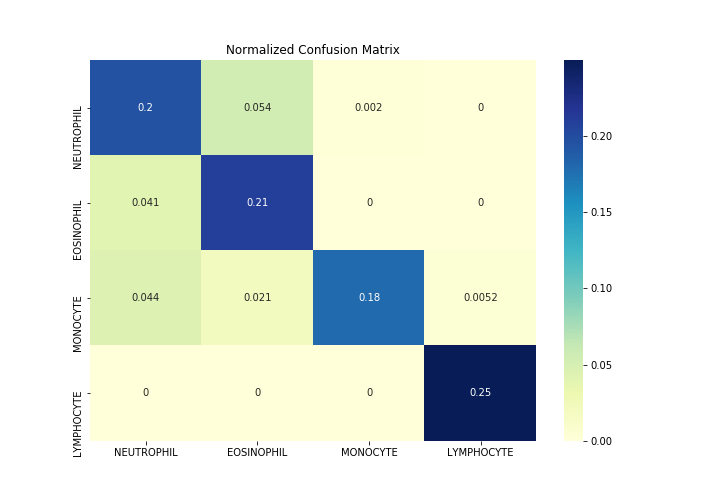 Normalized Confusion Matrix
NEUTROPHIL
0.2 0.054 0.002 0
EOSINOPHIL
0.041 0.21 0 0
MONOCYTE
0.044 0.021 0.18 0.0052
LYMPHOCYTE
0 0 0 0.25
NEUTROPHIL EOSINOPHIL MONOCYTE LYMPHOCYTE
0.20
0.15
0.10
0.05
0.00